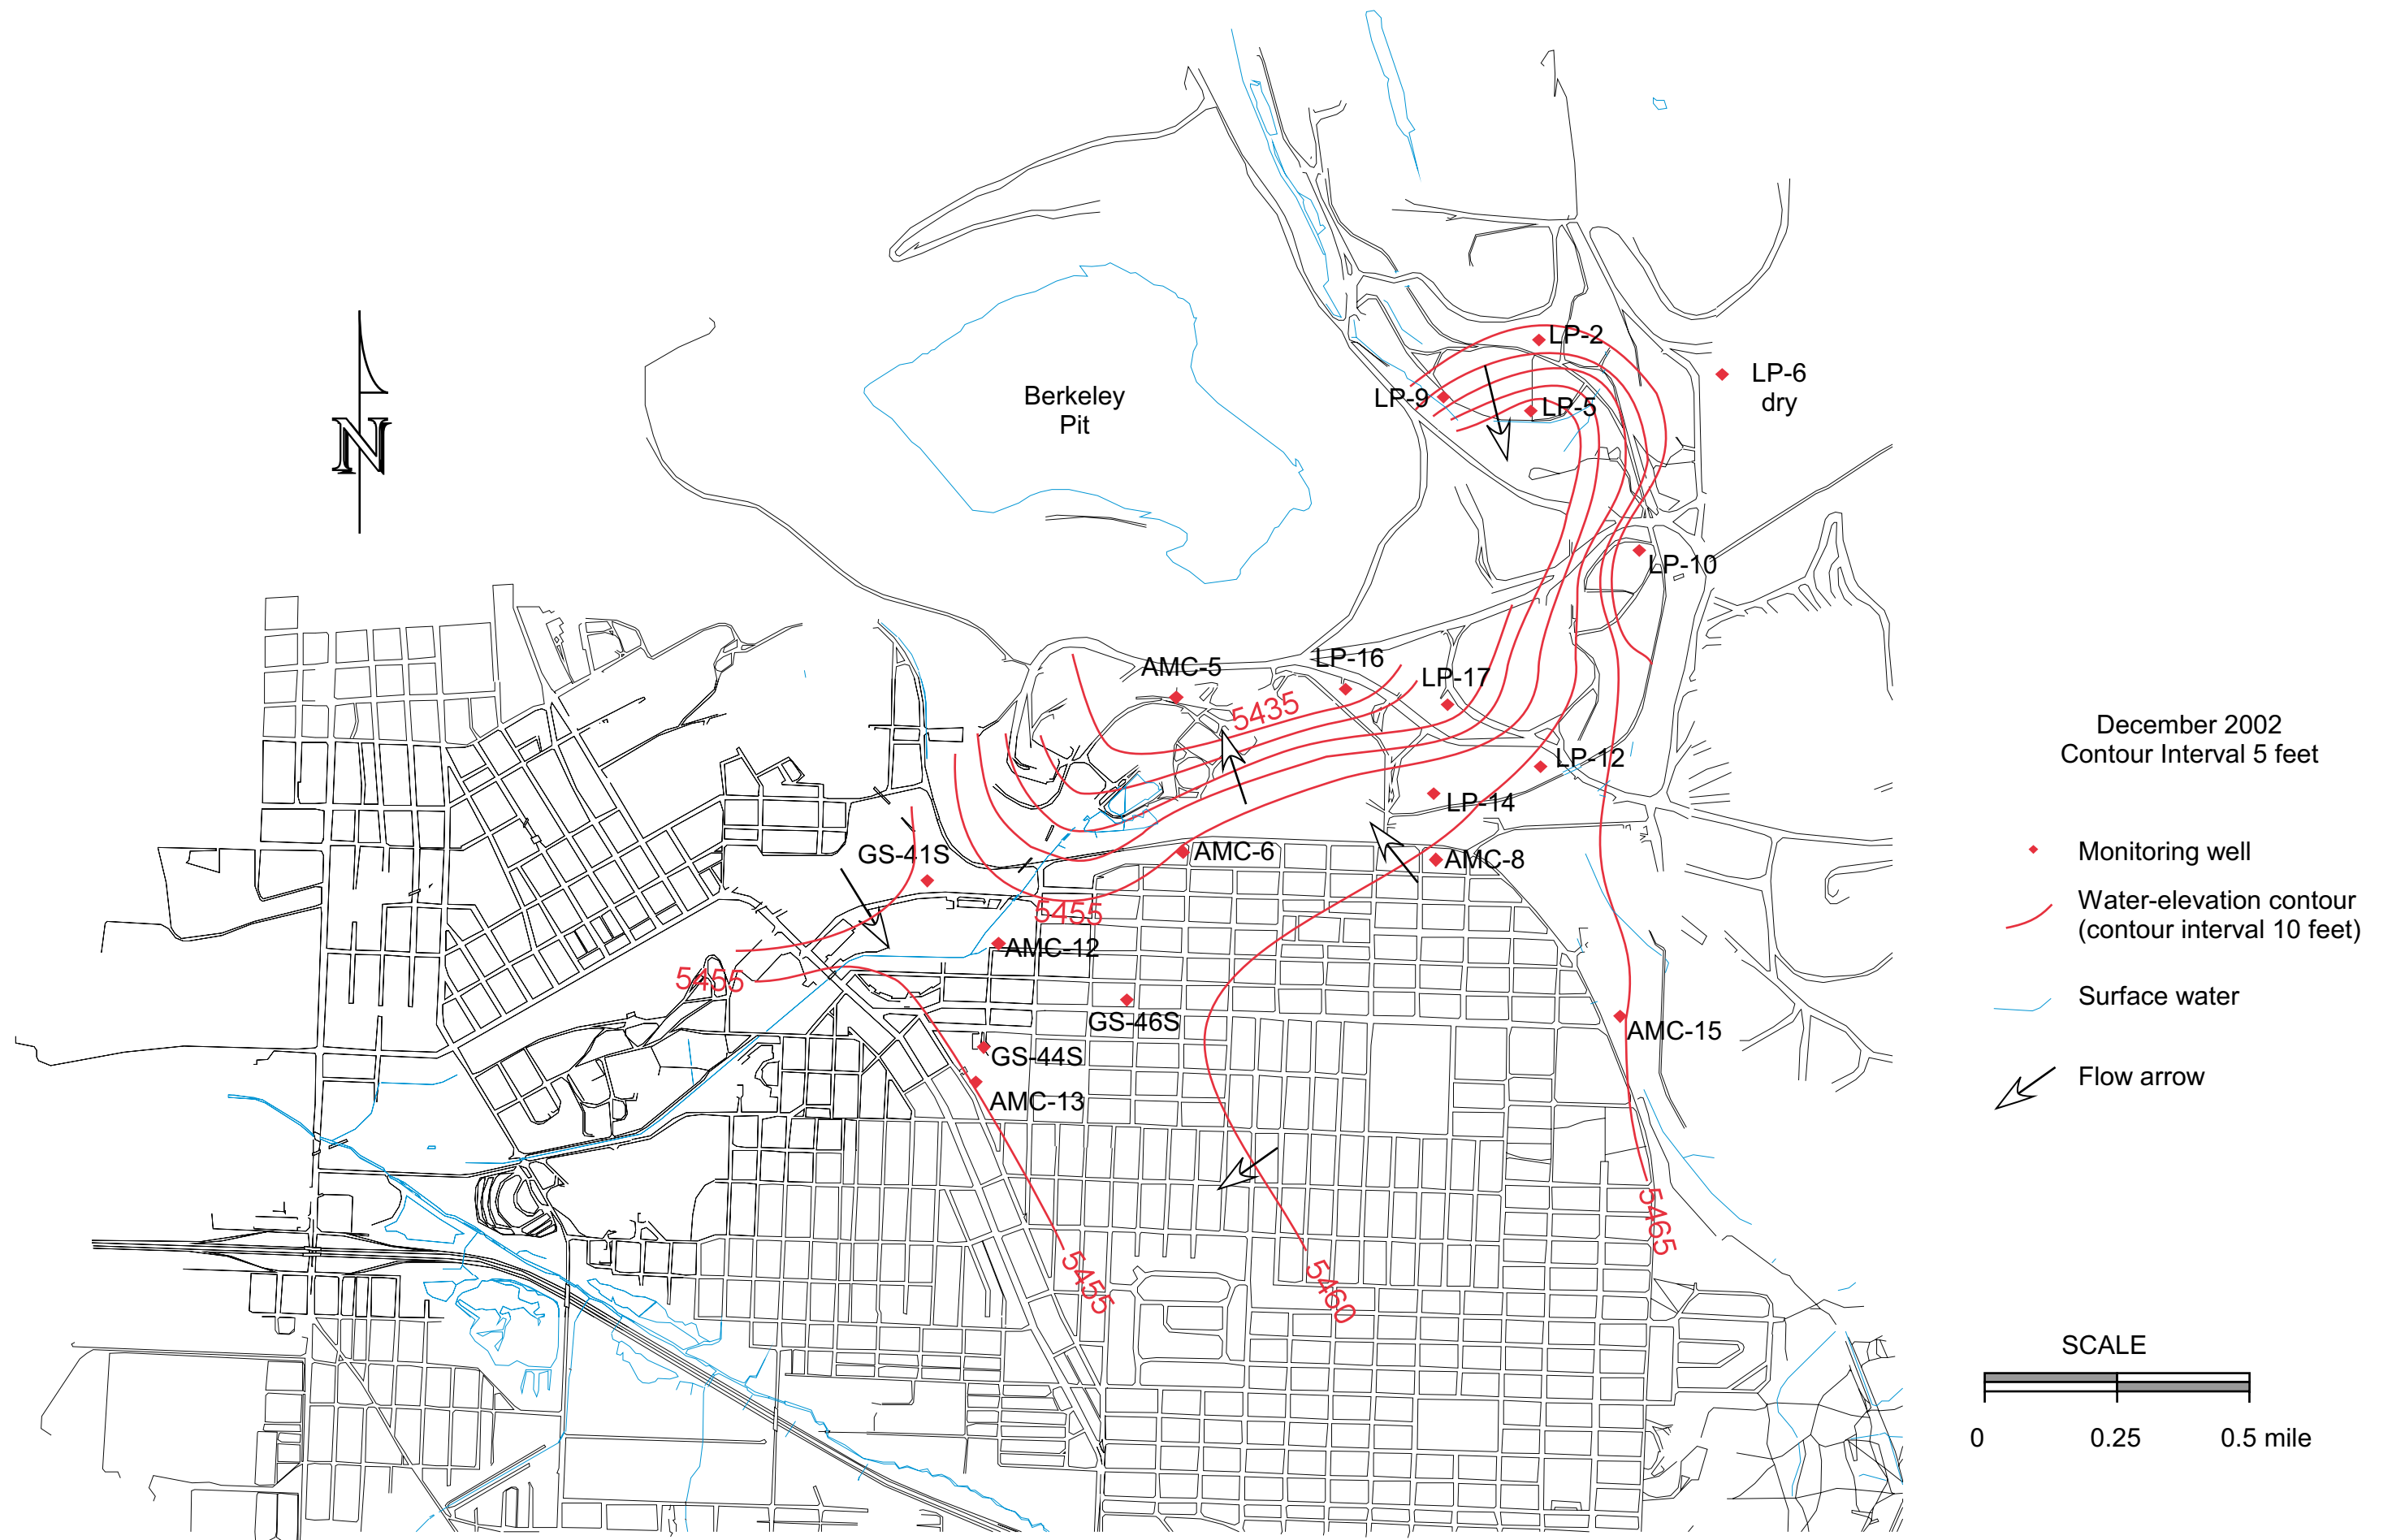 LP-2
LP-6
dry
LP-9
LP-5
Berkeley
Pit
N
LP-10
AMC-5
LP-16
LP-17
5435
LP-12
LP-14
GS-41S
AMC-6
AMC-8
5455
AMC-12
5455
GS-46S
AMC-15
GS-44S
AMC-13
5465
5455
5460
December 2002
Contour Interval 5 feet
Monitoring well
Water-elevation contour
(contour interval 10 feet)
Surface water
Flow arrow
SCALE
0 0.25 0.5 mile